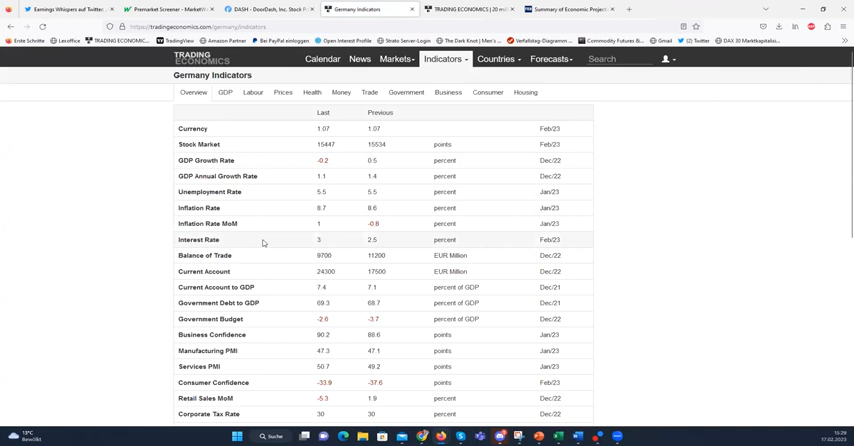 Earnings Whispers auf Twitter:
Premarket Screener - MarketWa
DASH - DoorDash, Inc. Stock P
Germany Indicators
TRADING ECONOMICS | 20 mil
Summary of Economic Projecti
https://tradingeconomics.com/germany/indicators
Erste Schritte
Lexoffice
TRADING ECONOMIC...
TradingView
Amazon Partner
Bei PayPal einloggen
Open Interest Profile
Strato Server-Login
The Dark Knot | Men's ...
Verfallstag-Diagramm ...
Commodity Futures &...
Gmail
DAX 30 Marktkapitalisi...
(2) Twitter
TRADING
ECONOMICS
Calendar News Markets Indicators Countries Forecasts Search
Germany Indicators
Overview GDP Labour Prices Health Money Trade Government Business Consumer Housing
Last Previous
Currency 1.07 1.07 Feb/23
Stock Market 15447 15534 points Feb/23
GDP Growth Rate -0.2 0.5 percent Dec/22
GDP Annual Growth Rate 1.1 1.4 percent Dec/22
Unemployment Rate 5.5 5.5 percent Jan/23
Inflation Rate 8.7 8.6 percent Jan/23
Inflation Rate MoM 1 -0.8 percent Jan/23
Interest Rate 3 2.5 percent Feb/23
Balance of Trade 9700 11200 EUR Million Dec/22
Current Account 24300 17500 EUR Million Dec/22
Current Account to GDP 7.4 7.1 percent of GDP Dec/21
Government Debt to GDP 69.3 68.7 percent of GDP Dec/21
Government Budget -2.6 -3.7 percent of GDP Dec/22
Business Confidence 90.2 88.6 points Jan/23
Manufacturing PMI 47.3 47.1 points Jan/23
Services PMI 50.7 49.2 points Jan/23
Consumer Confidence -33.9 -37.6 points Feb/23
Retail Sales MoM -5.3 1.9 percent Dec/22
Corporate Tax Rate 30 30 percent Dec/22
13°C
Bewölkt
Suche
15:29
17.02.2023